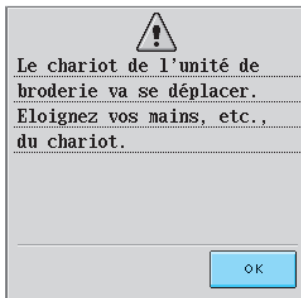 Le chariot de l'unité de
broderie va se déplacer.
Eloignez vos mains, etc.,
du chariot.
OK